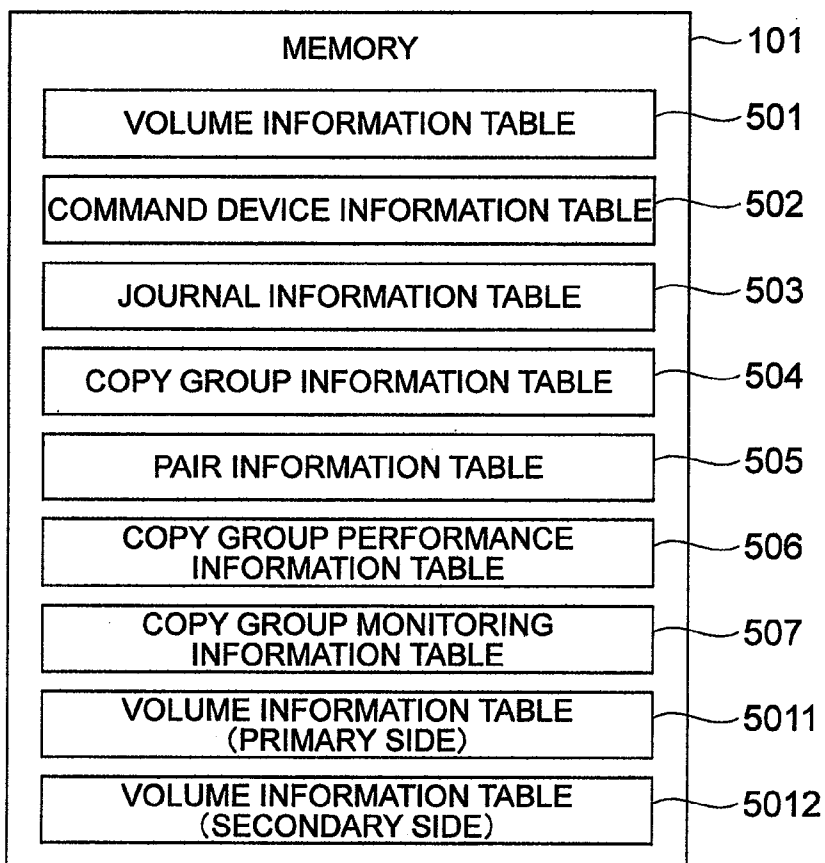 MEMORY
101
VOLUME INFORMATION TABLE
501
COMMAND DEVICE INFORMATION TABLE
502
JOURNAL INFORMATION TABLE
503
COPY GROUP INFORMATION TABLE
504
PAIR INFORMATION TABLE
505
COPY GROUP PERFORMANCE
INFORMATION TABLE
506
COPY GROUP MONITORING
INFORMATION TABLE
507
VOLUME INFORMATION TABLE
(PRIMARY SIDE)
5011
VOLUME INFORMATION TABLE
(SECONDARY SIDE)
5012